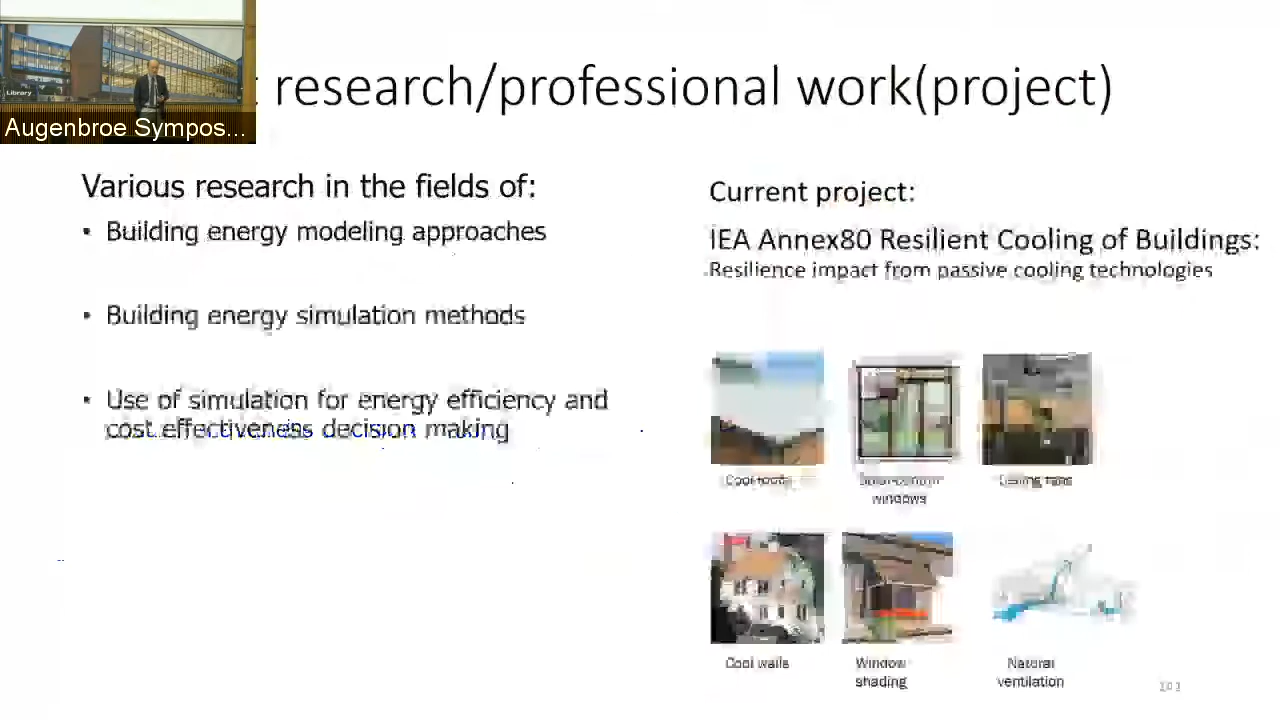 Library
Augenbroe Sympos...
t research/professional work(project)
Various research in the fields of:
• Building energy modeling approaches
• Building energy simulation methods
• Use of simulation for energy efficiency and
cost effectiveness decision making
Current project:
IEA Annex80 Resilient Cooling of Buildings:
Resilience impact from passive cooling technologies
Cool roofs
windows
Ceiling fans
Cool walls
Window
shading
Natural
ventilation